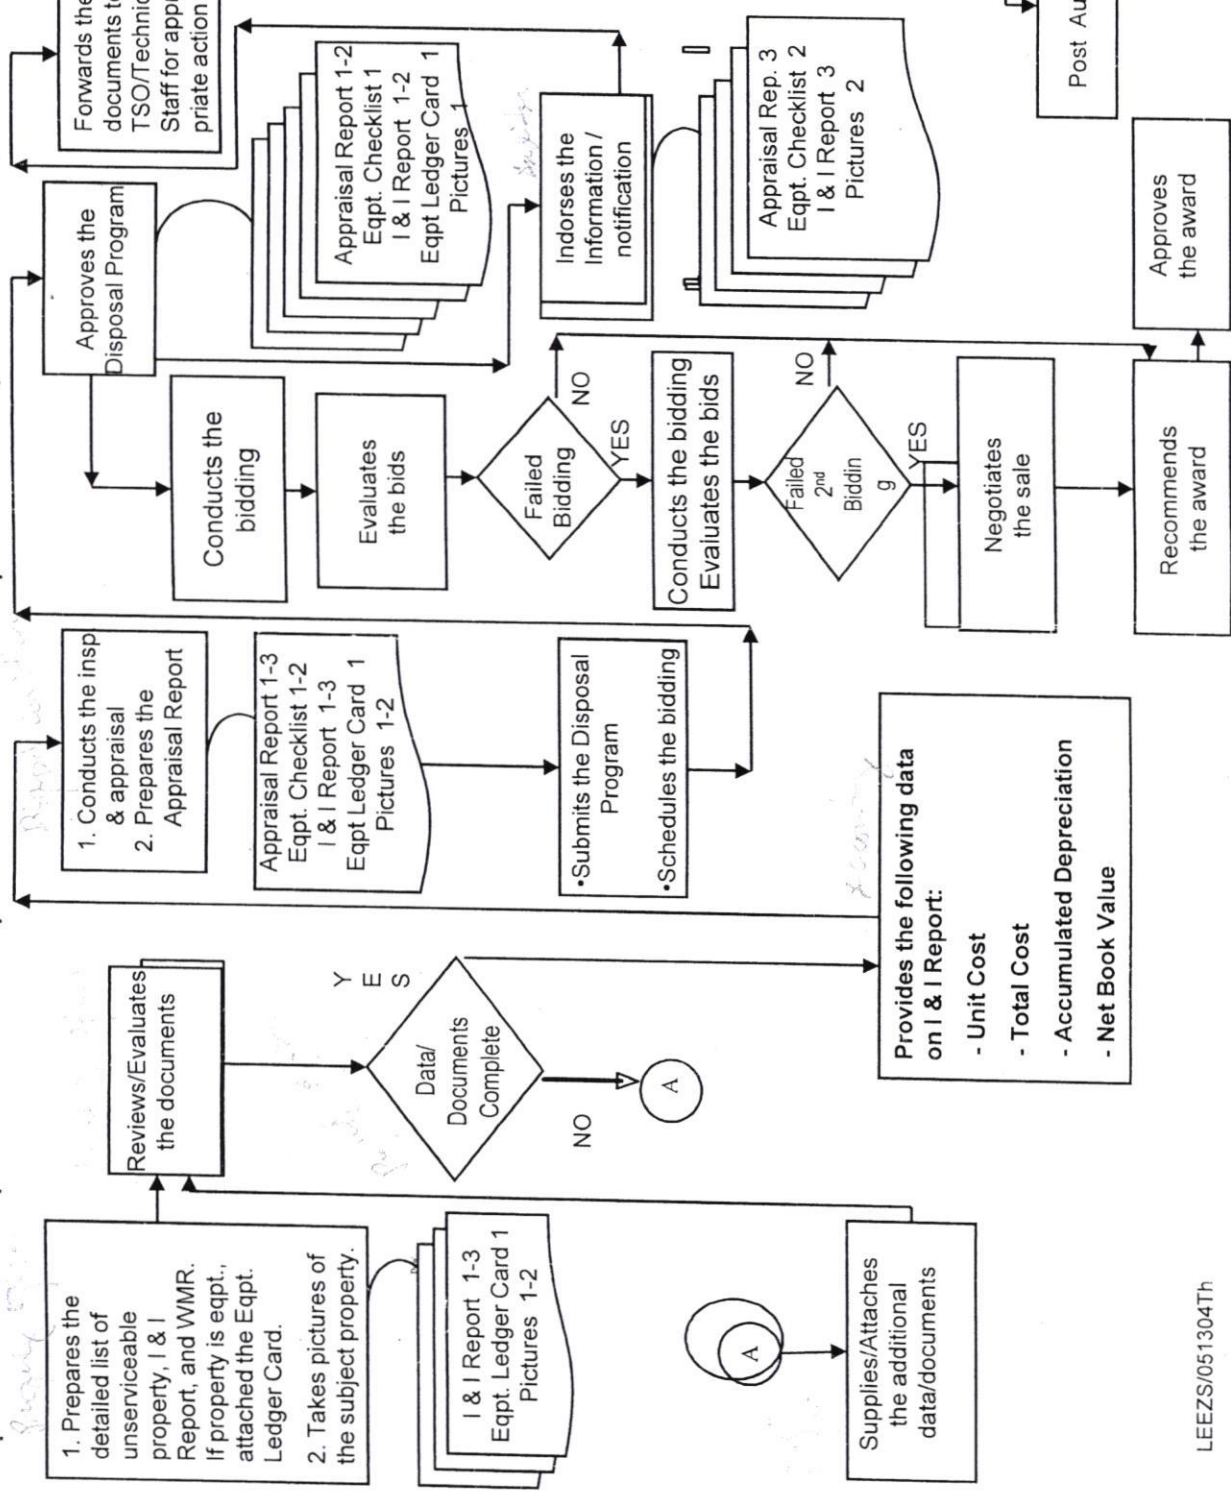 1. Prepares the
detailed list of
unserviceable
property, I & I
Report, and WMR.
If property is eqpt.,
attached the Eqpt.
Ledger Card.
2. Takes pictures of
the subject property.
I & I Report 1-3
Eqpt. Ledger Card 1
Pictures 1-2
A
Supplies/Attaches
the additional
data/documents
Reviews/Evaluates
the documents
Data/
Documents
Complete
YES
NO
A
Provides the following data
on I & I Report:
- Unit Cost
- Total Cost
- Accumulated Depreciation
- Net Book Value
1. Conducts the insp
& appraisal
2. Prepares the
Appraisal Report
Appraisal Report 1-3
Eqpt. Checklist 1-2
I & I Report 1-3
Eqpt Ledger Card 1
Pictures 1-2
•Submits the Disposal
Program
•Schedules the bidding
Approves the
Disposal Program
Conducts the
bidding
Evaluates
the bids
Failed
Bidding
NO
YES
Conducts the bidding
Evaluates the bids
Failed
2nd
Biddin
g
NO
YES
Negotiates
the sale
Recommends
the award
Approves
the award
Forwards the
documents to
TSO/Technic
Staff for appr
priate action
Appraisal Report 1-2
Eqpt. Checklist 1
I & I Report 1-2
Eqpt Ledger Card 1
Pictures 1
Indorses the
Information /
notification
Appraisal Rep. 3
Eqpt. Checklist 2
I & I Report 3
Pictures 2
Post Au
LEEZS/051304Th